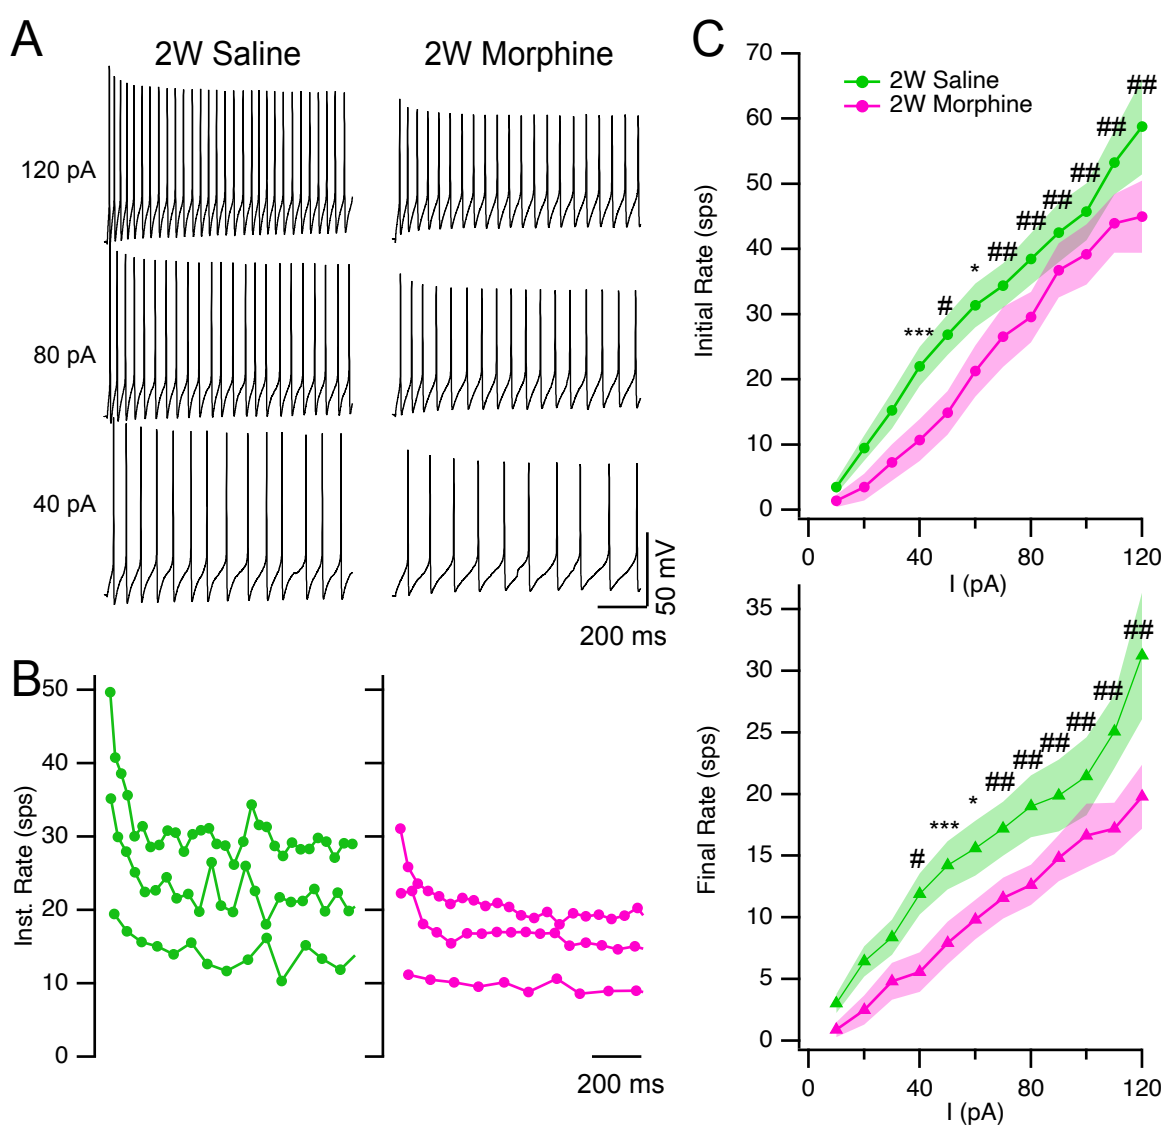 A
2W Saline
2W Morphine
120 pA
80 pA
40 pA
50 mV
200 ms
B
Inst. Rate (sps)
50
40
30
20
10
0
200 ms
C
Initial Rate (sps)
70
60
50
40
30
20
10
0
2W Saline
2W Morphine
***
#
*
##
##
##
##
##
##
0
40
80
120
I (pA)
Final Rate (sps)
35
30
25
20
15
10
5
0
#
***
*
##
##
##
##
##
##
0
40
80
120
I (pA)